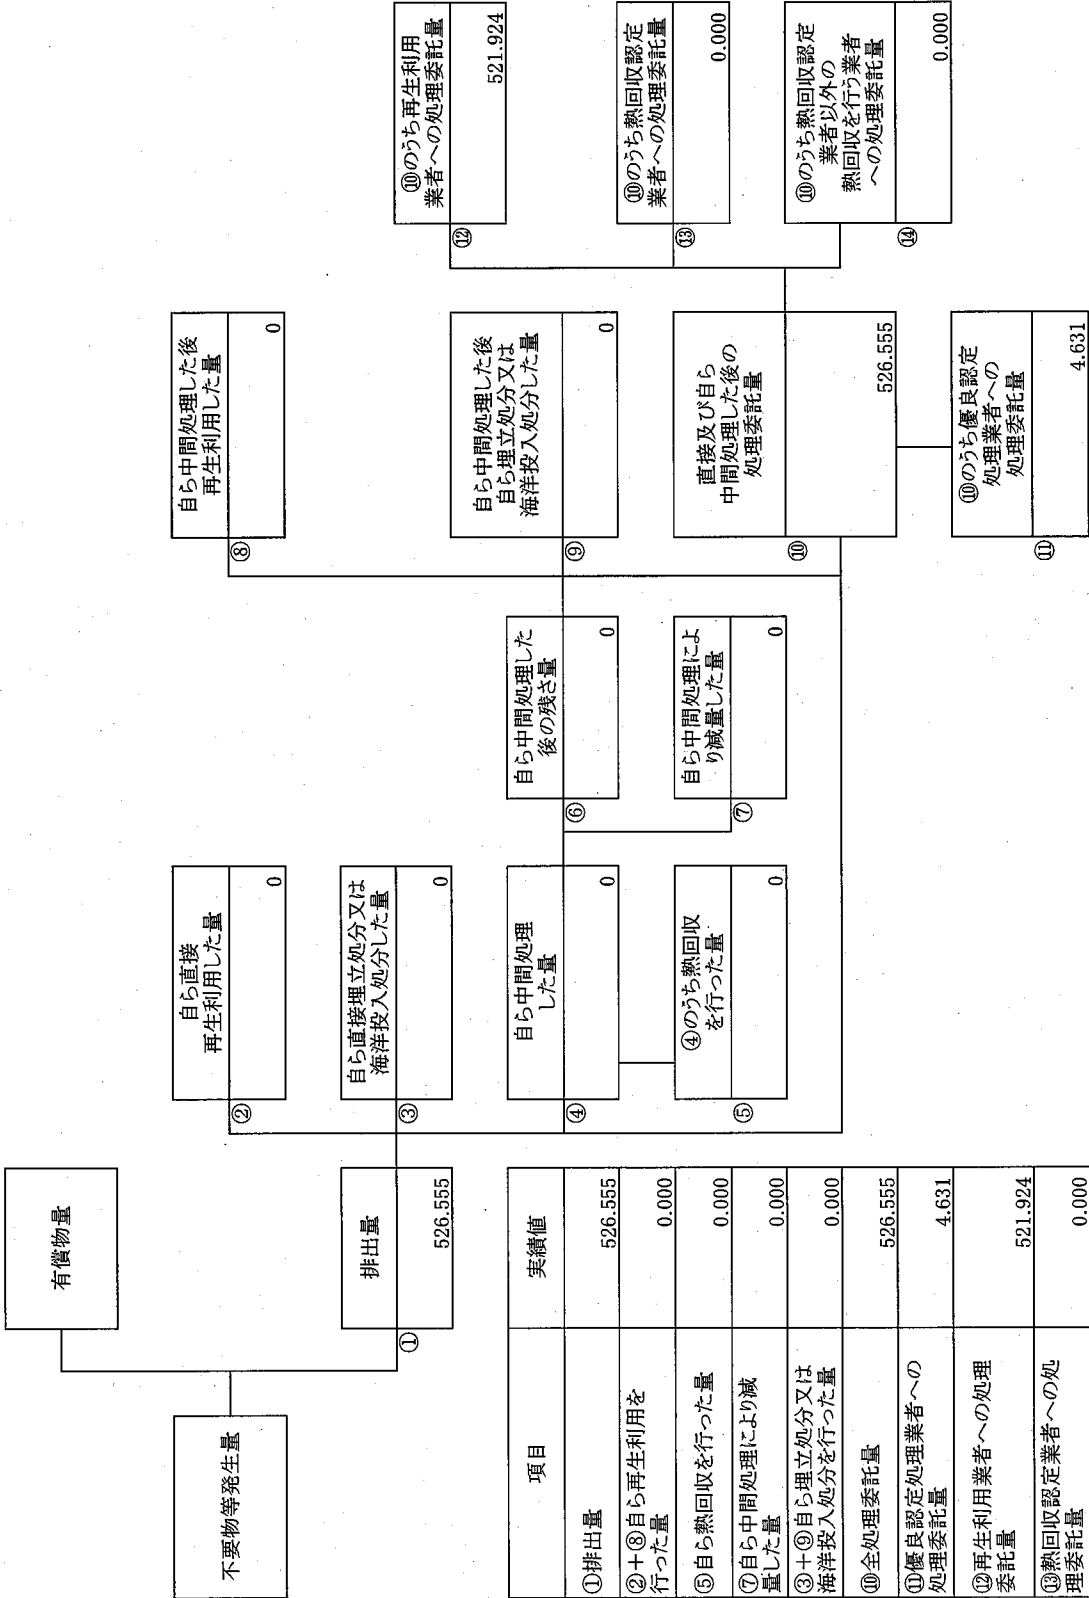 不要物等発生量
有償物量
①
排出量
526.555
②
自ら直接
再生利用した量
0
③
自ら直接埋立処分又は
海洋投入処分した量
0
④
自ら中間処理
した量
0
⑤
④のうち熱回収
を行った量
0
⑥
自ら中間処理した
後の残さ量
0
⑦
自ら中間処理によ
り減量した量
0
⑧
自ら中間処理した後
再生利用した量
0
⑨
自ら中間処理した後
自ら埋立処分又は
海洋投入処分した量
0
⑩
直接及び自ら
中間処理した後の
処理委託量
526.555
⑪
⑩のうち優良認定
処理業者への
処理委託量
4.631
⑫
⑩のうち再生利用
業者への処理委託量
521.924
⑬
⑩のうち熱回収認定
業者への処理委託量
0.000
⑭
⑩のうち熱回収認定
業者以外の
熱回収を行う業者
への処理委託量
0.000
項目 実績値
①排出量 526.555
②+⑧自ら再生利用を
行った量 0.000
⑤自ら熱回収を行った量 0.000
⑦自ら中間処理により減
量した量 0.000
③+⑨自ら埋立処分又は
海洋投入処分を行った量 0.000
⑩全処理委託量 526.555
⑪優良認定処理業者への
処理委託量 4.631
⑫再生利用業者への処理
委託量 521.924
⑬熱回収認定業者への処
理委託量 0.000